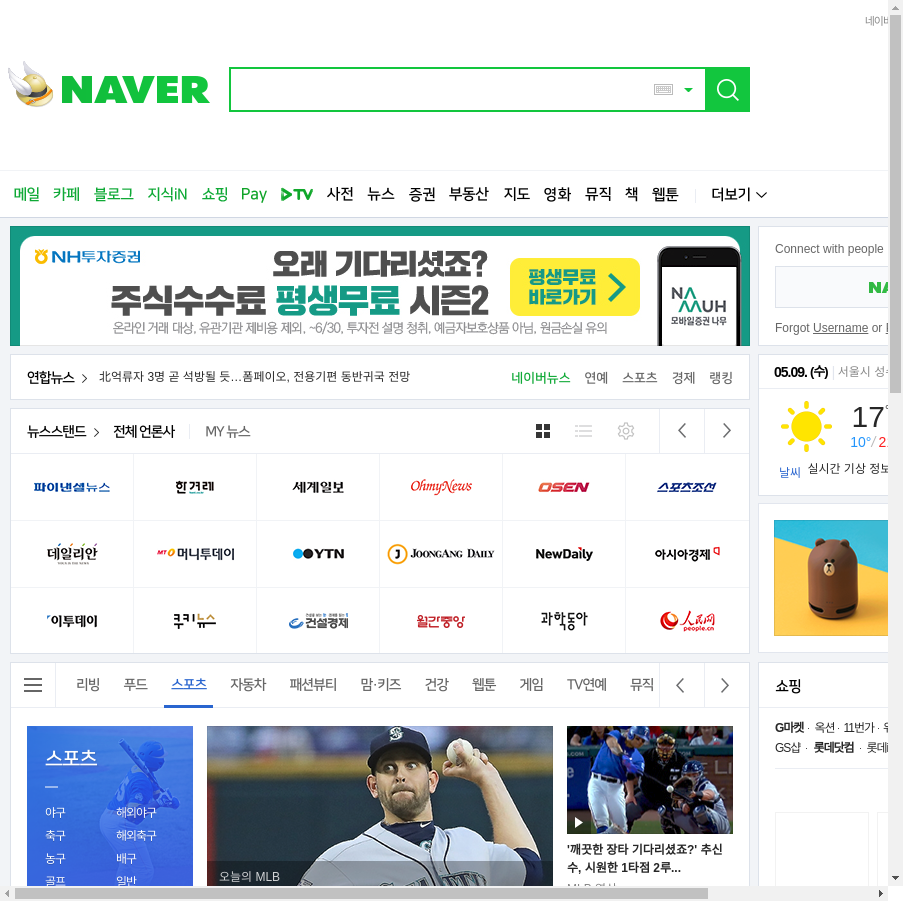 네이버
NAVER
메일 카페 블로그 지식iN 쇼핑 Pay TV 사전 뉴스 증권 부동산 지도 영화 뮤직 책 웹툰 더보기
NH투자증권
오래 기다리셨죠?
주식수수료 평생무료 시즌2
온라인 거래 대상, 유관기관 제비용 제외, ~6/30, 투자전 설명 청취, 예금자보호상품 아님, 원금손실 유의
평생무료
바로가기
NAMUH
모바일증권 나무
Connect with people
NA
Forgot Username or
연합뉴스 북억류자 3명 곧 석방될 듯…폼페이오, 전용기편 동반귀국 전망 네이버뉴스 연예 스포츠 경제 랭킹
05.09. (수) 서울시 성
17°
10°/2
날씨 실시간 기상 정보
뉴스스탠드 전체 언론사 MY 뉴스
파이낸셜뉴스 한겨레 세계일보 OhmyNews OSEN 스포츠조선
데일리안 MT 머니투데이 YTN JOONGANG DAILY NewDaily 아시아경제
이투데이 쿠키뉴스 건설경제 월간중앙 과학동아 人民网
people.cn
리빙 푸드 스포츠 자동차 패션뷰티 맘·키즈 건강 웹툰 게임 TV연예 뮤직
쇼핑
G마켓 · 옥션 · 11번가 ·
GS샵 · 롯데닷컴 · 롯데
스포츠
야구 해외야구
축구 해외축구
농구 배구
골프 일반
오늘의 MLB
'깨끗한 장타 기다리셨죠?' 추신
수, 시원한 1타점 2루...
MLB 영상